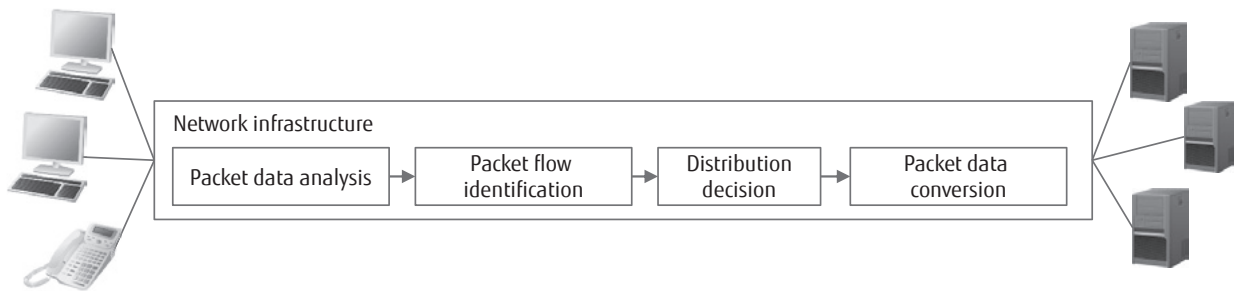 Network infrastructure
Packet data analysis
Packet flow
identification
Distribution
decision
Packet data
conversion